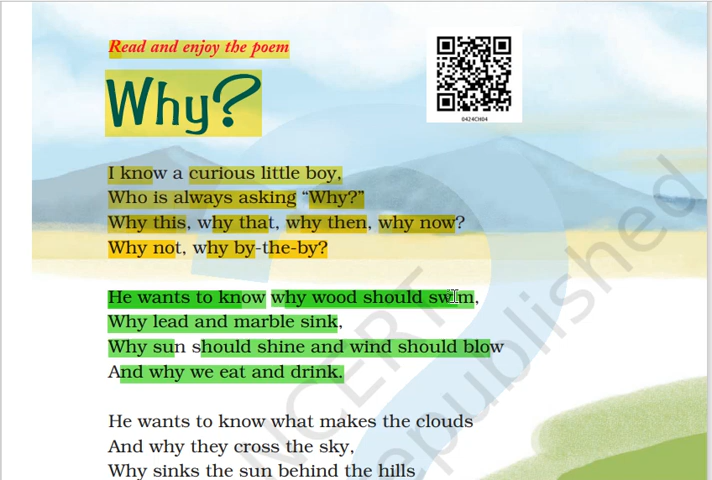 Read and enjoy the poem
Why?
0424CH04
I know a curious little boy,
Who is always asking “Why?”
Why this, why that, why then, why now?
Why not, why by-the-by?
He wants to know why wood should swim,
Why lead and marble sink,
Why sun should shine and wind should blow
And why we eat and drink.
He wants to know what makes the clouds
And why they cross the sky,
Why sinks the sun behind the hills
NCERT
republished